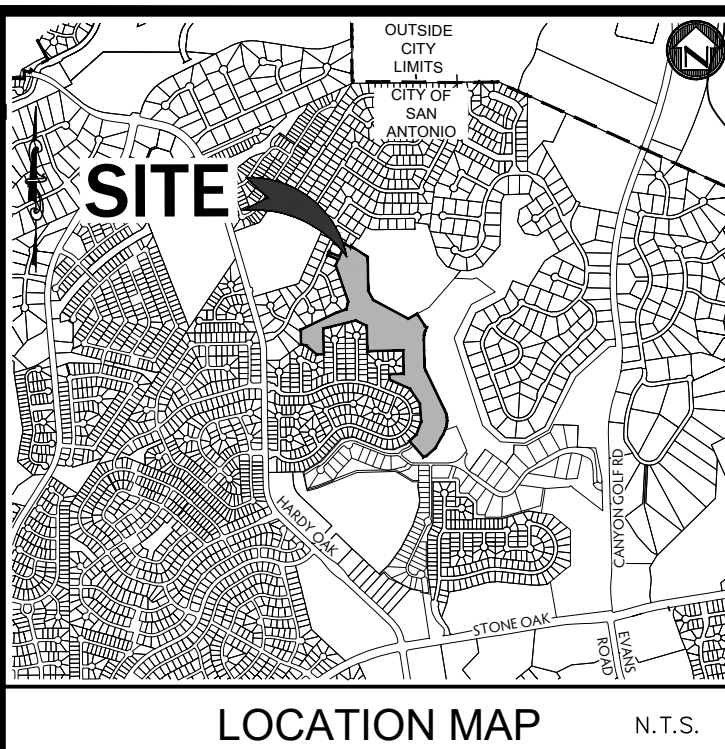 OUTSIDE
CITY
LIMITS
CITY OF
SAN
ANTONIO
N
SITE
HARDY OAK
CANYON GOLF RD
STONE OAK
EVANS
ROAD
LOCATION MAP
N.T.S.